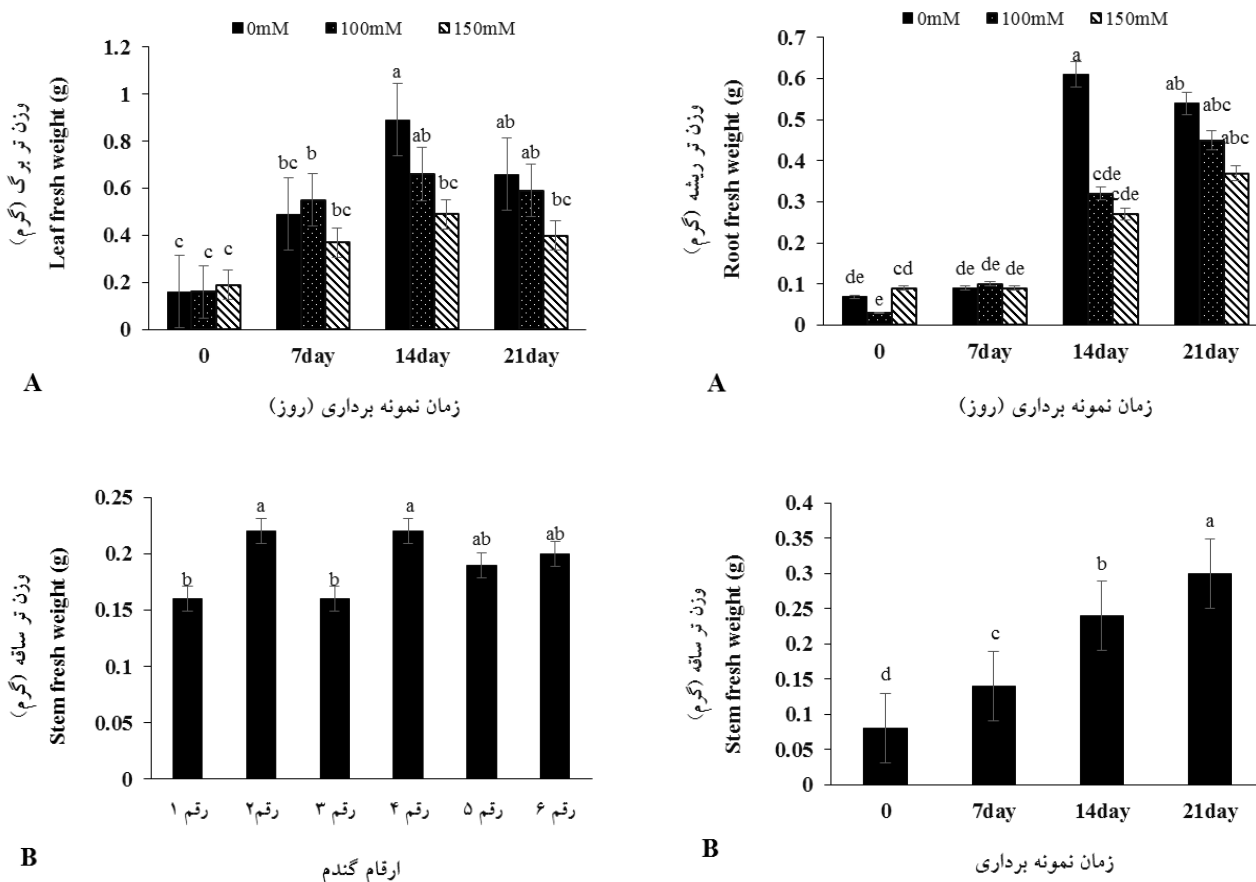 0mM 100mM 150mM
وزن تر برگ (گرم)
Leaf fresh weight (g)
1.2
1
0.8
0.6
0.4
0.2
0
c c c
bc b bc
a ab bc
ab ab bc
0 7day 14day 21day
A
زمان نمونه برداری (روز)
0mM 100mM 150mM
وزن تر ریشه (گرم)
Root fresh weight (g)
0.7
0.6
0.5
0.4
0.3
0.2
0.1
0
de e cd
de de de
a cde cde
ab abc abc
0 7day 14day 21day
A
زمان نمونه برداری (روز)
وزن تر ساقه (گرم)
Stem fresh weight (g)
0.25
0.2
0.15
0.1
0.05
0
b a b a ab ab
رقم ۱ رقم۲ رقم ۳ رقم ۴ رقم ۵ رقم ۶
B
ارقام گندم
وزن تر ساقه (گرم)
Stem fresh weight (g)
0.4
0.35
0.3
0.25
0.2
0.15
0.1
0.05
0
d c b a
0 7day 14day 21day
B
زمان نمونه برداری